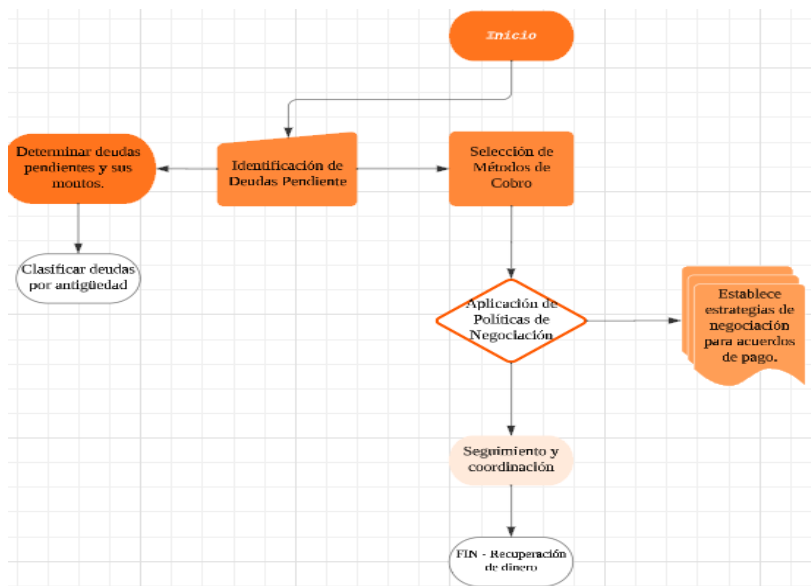 Inicio
Determinar deudas
pendientes y sus
montos.
Identificación de
Deudas Pendiente
Selección de
Métodos de
Cobro
Clasificar deudas
por antigüedad
Aplicación de
Políticas de
Negociación
Establece
estrategias de
negociación
para acuerdos
de pago.
Seguimiento y
coordinación
FIN - Recuperación
de dinero